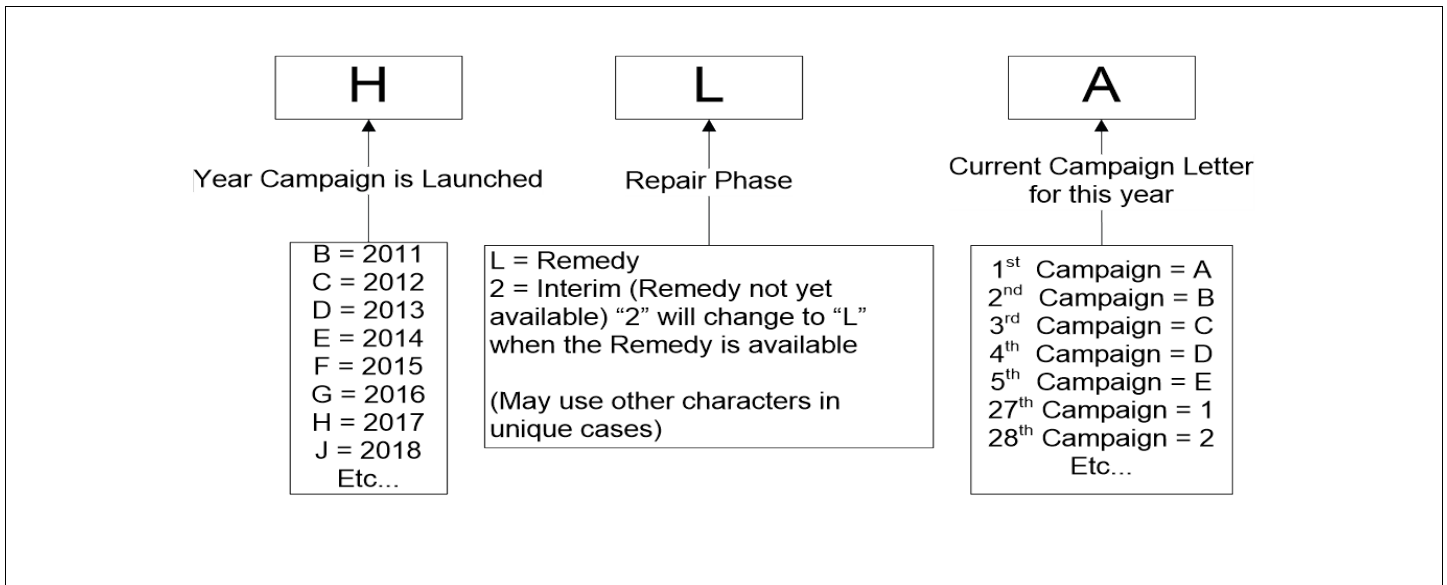 H
L
A
Year Campaign is Launched
Repair Phase
Current Campaign Letter
for this year
B = 2011
C = 2012
D = 2013
E = 2014
F = 2015
G = 2016
H = 2017
J = 2018
Etc...
L = Remedy
2 = Interim (Remedy not yet
available) “2” will change to “L”
when the Remedy is available
(May use other characters in
unique cases)
1st Campaign = A
2nd Campaign = B
3rd Campaign = C
4th Campaign = D
5th Campaign = E
27th Campaign = 1
28th Campaign = 2
Etc...